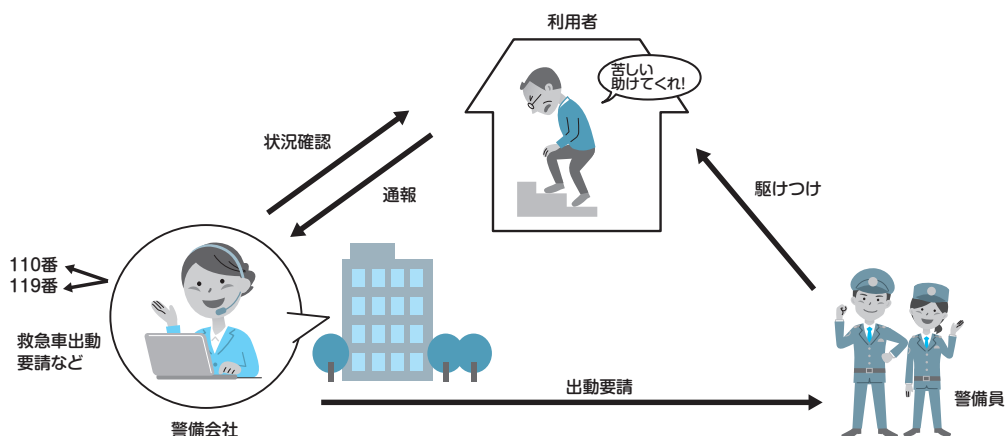 利用者
苦しい
助けてくれ!
状況確認
通報
駆けつけ
110番
119番
救急車出動
要請など
出動要請
警備員
警備会社